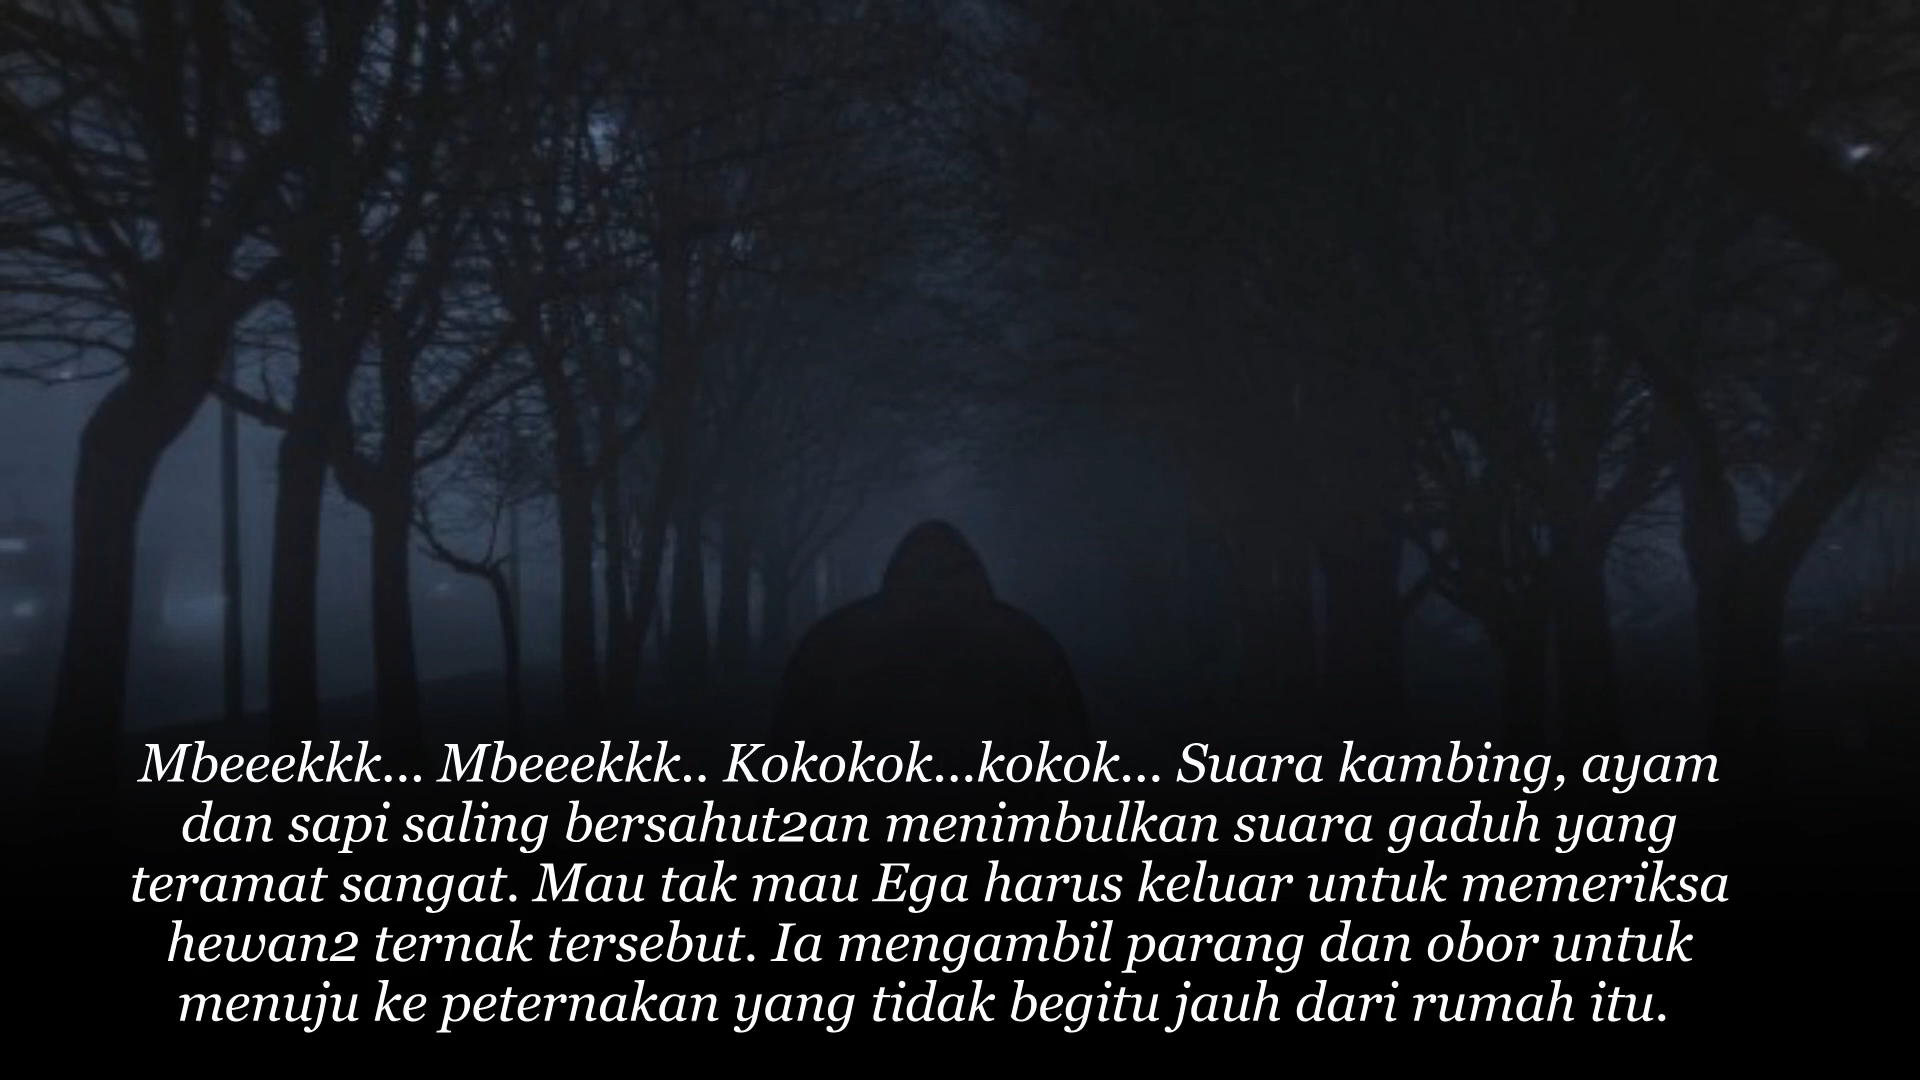 Mbeeekkk... Mbeeekkk.. Kokokok...kokok... Suara kambing, ayam
dan sapi saling bersahut2an menimbulkan suara gaduh yang
teramat sangat. Mau tak mau Ega harus keluar untuk memeriksa
hewan2 ternak tersebut. Ia mengambil parang dan obor untuk
menuju ke peternakan yang tidak begitu jauh dari rumah itu.